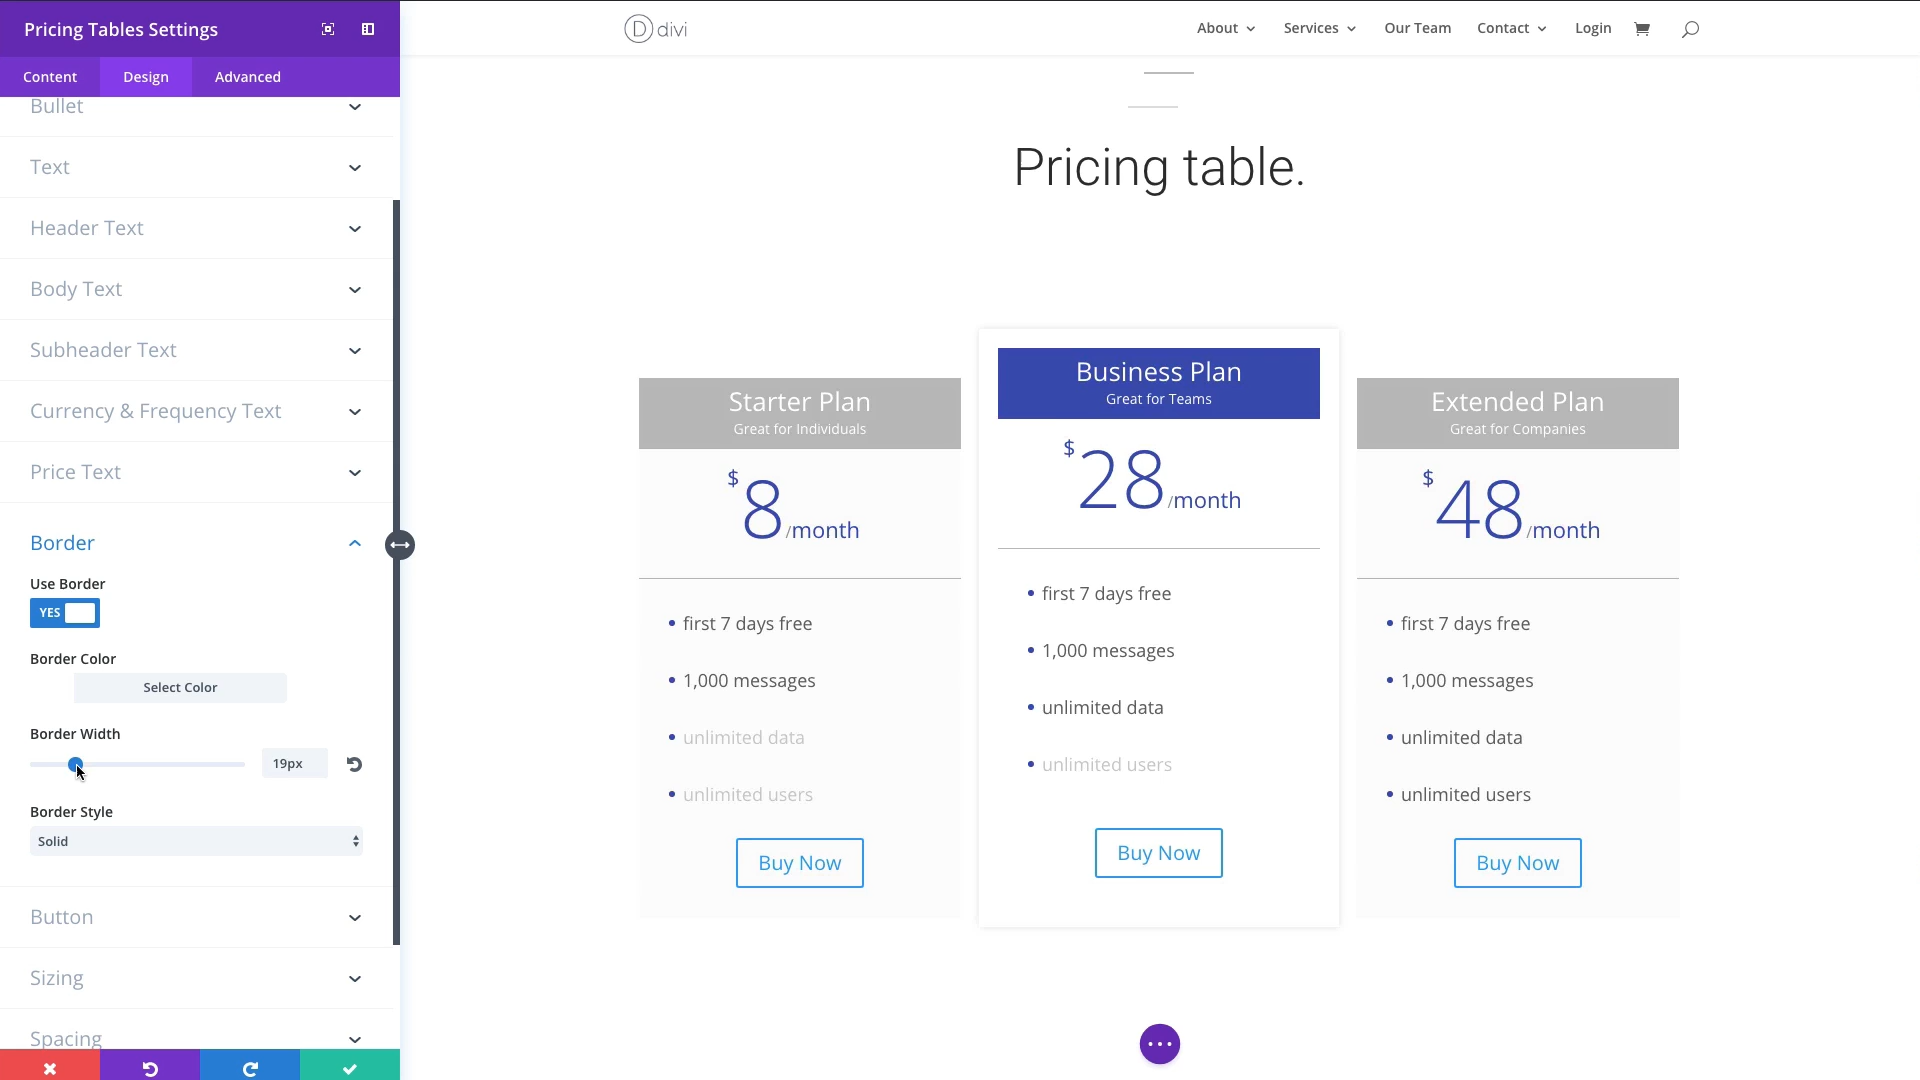 Pricing Tables Settings
Content Design Advanced
Bullet
Text
Header Text
Body Text
Subheader Text
Currency & Frequency Text
Price Text
Border
Use Border
YES
Border Color
Select Color
Border Width
19px
Border Style
Solid
Button
Sizing
Spacing
D divi
About Services Our Team Contact Login
Pricing table.
Starter Plan
Great for Individuals
$8/month
first 7 days free
1,000 messages
unlimited data
unlimited users
Buy Now
Business Plan
Great for Teams
$28/month
first 7 days free
1,000 messages
unlimited data
unlimited users
Buy Now
Extended Plan
Great for Companies
$48/month
first 7 days free
1,000 messages
unlimited data
unlimited users
Buy Now